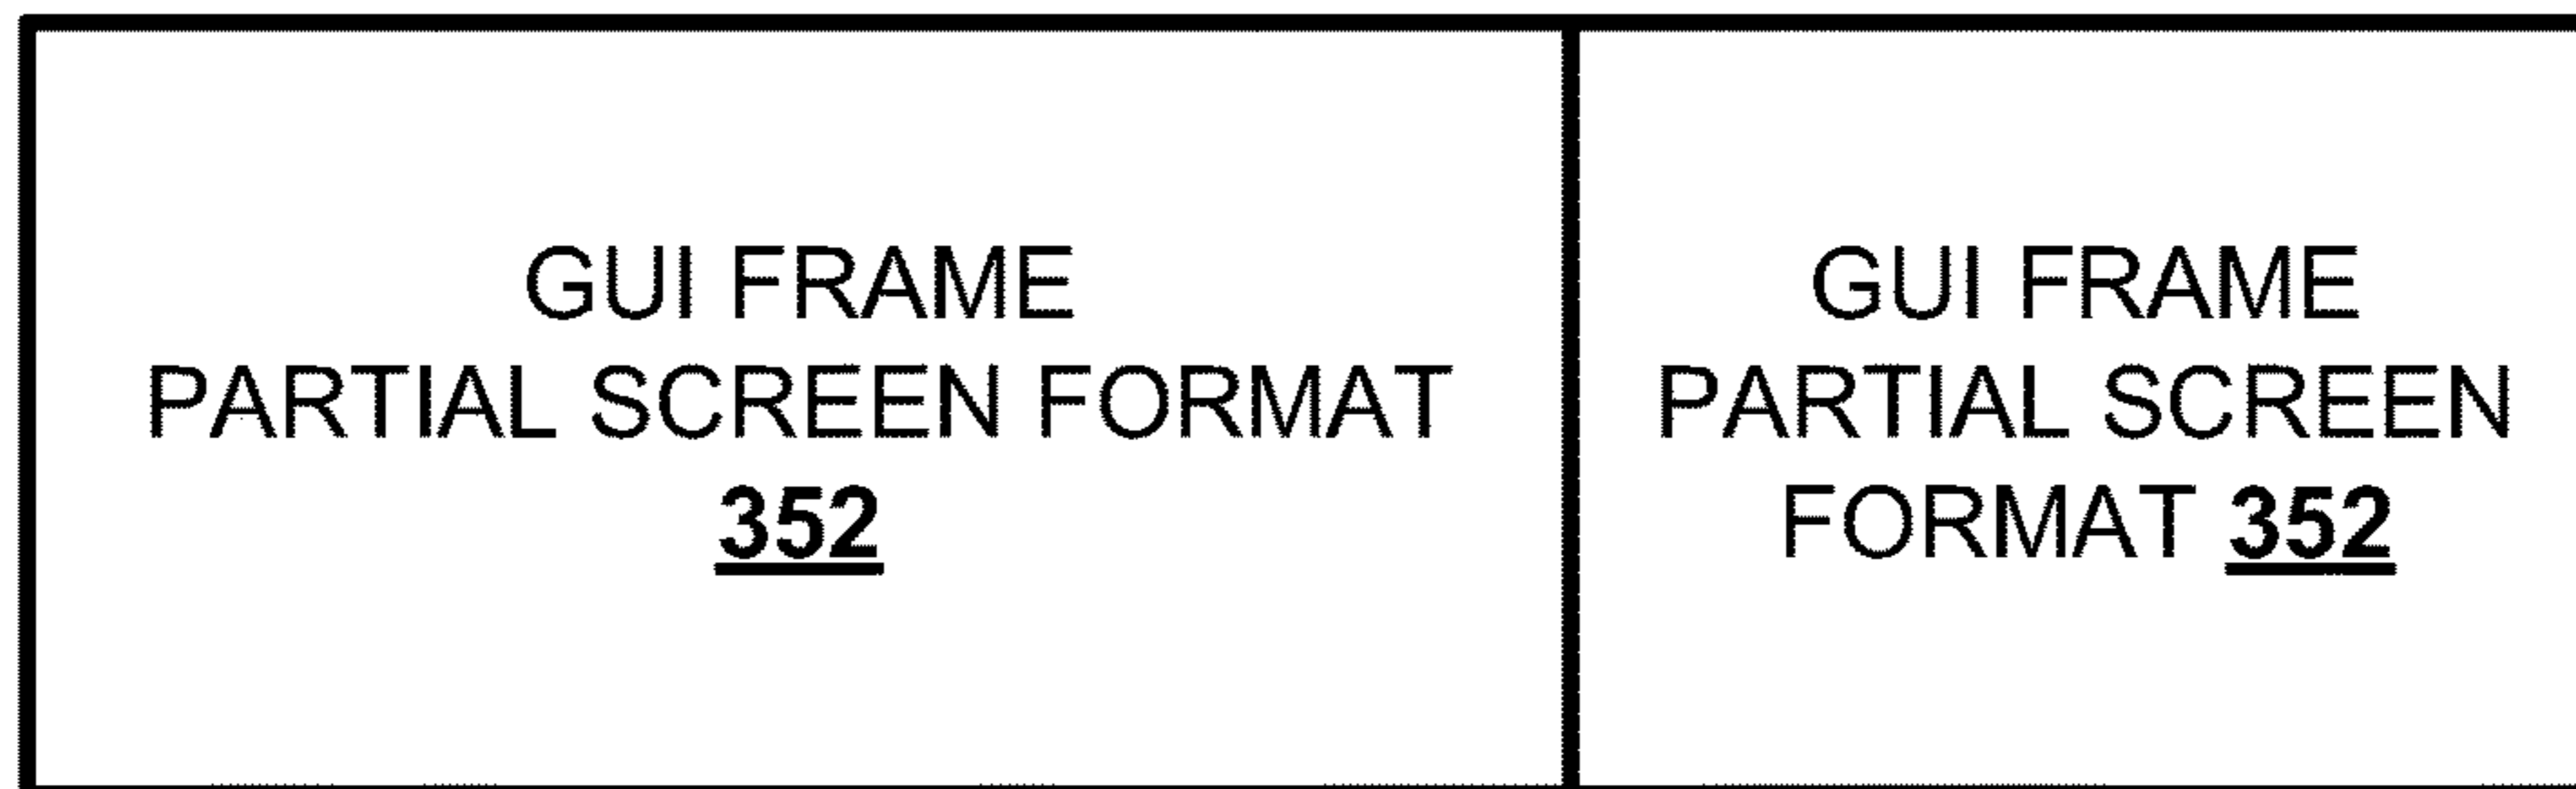 GUI FRAME
PARTIAL SCREEN FORMAT
352
GUI FRAME
PARTIAL SCREEN
FORMAT 352